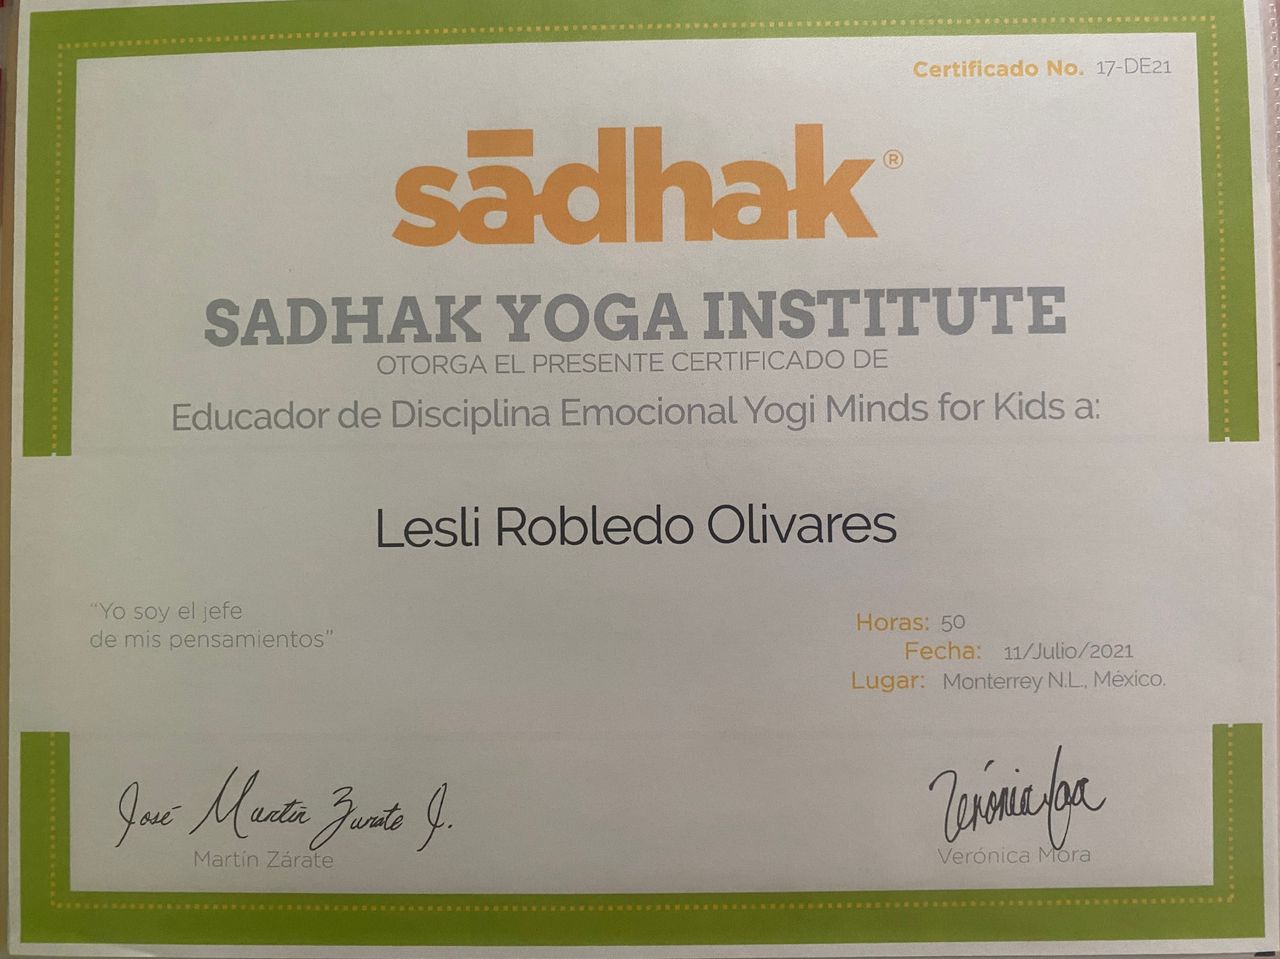 Certificado No. 17-DE21
sādhak®
SADHAK YOGA INSTITUTE
OTORGA EL PRESENTE CERTIFICADO DE
Educador de Disciplina Emocional Yogi Minds for Kids a:
Lesli Robledo Olivares
"Yo soy el jefe
de mis pensamientos"
Horas: 50
Fecha: 11/Julio/2021
Lugar: Monterrey N.L., México.
José Martín Zarate J.
Martín Zárate
Verónica Mora